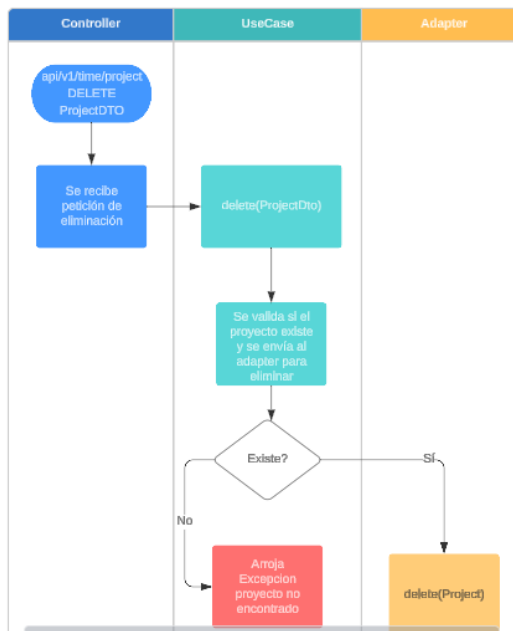 Controller
UseCase
Adapter
api/v1/time/project
DELETE
ProjectDTO
Se recibe
petición de
eliminación
delete(ProjectDto)
Se valida si el
proyecto existe
y se envía al
adapter para
eliminar
Existe?
Sí
No
Arroja
Excepcion
proyecto no
encontrado
delete(Project)